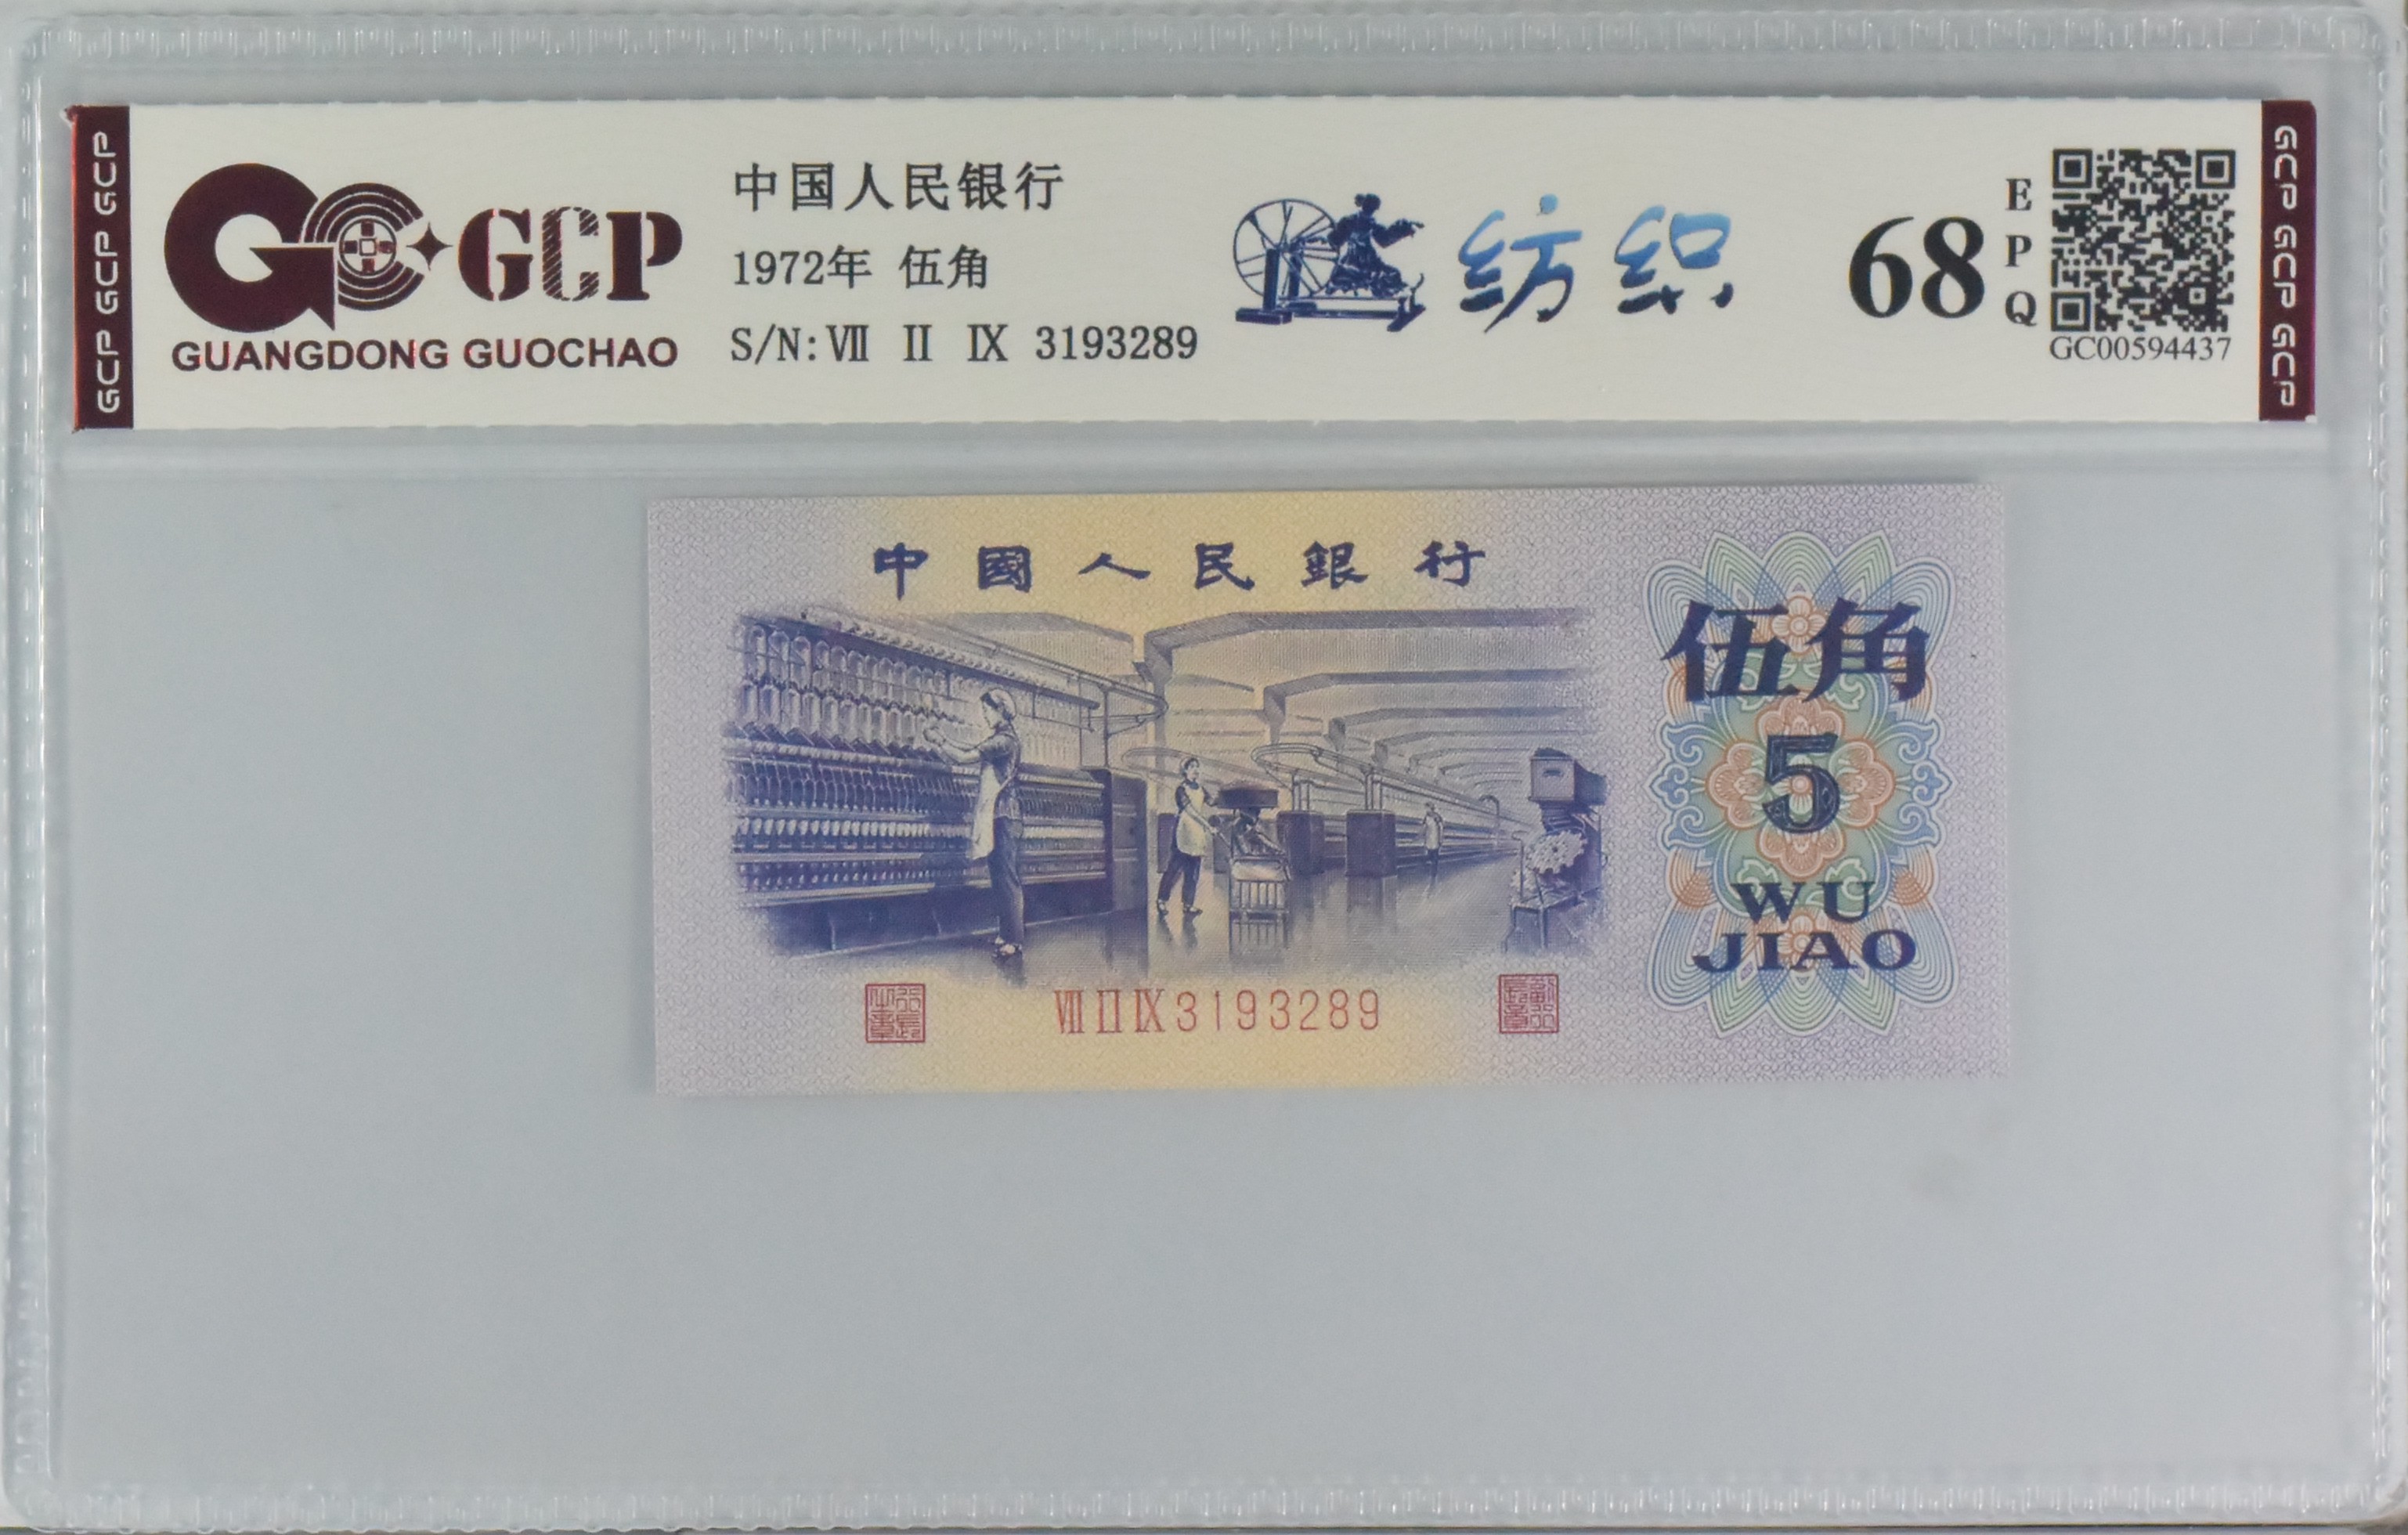 GCP GCP GCP
GCP
GUANGDONG GUOCHAO
中国人民银行
1972年 伍角
S/N: Ⅶ Ⅱ Ⅸ 3193289
纺织
68
EPQ
GC00594437
GCP GCP GCP
中國人民銀行
伍角
5
WU
JIAO
Ⅶ Ⅱ Ⅸ 3193289